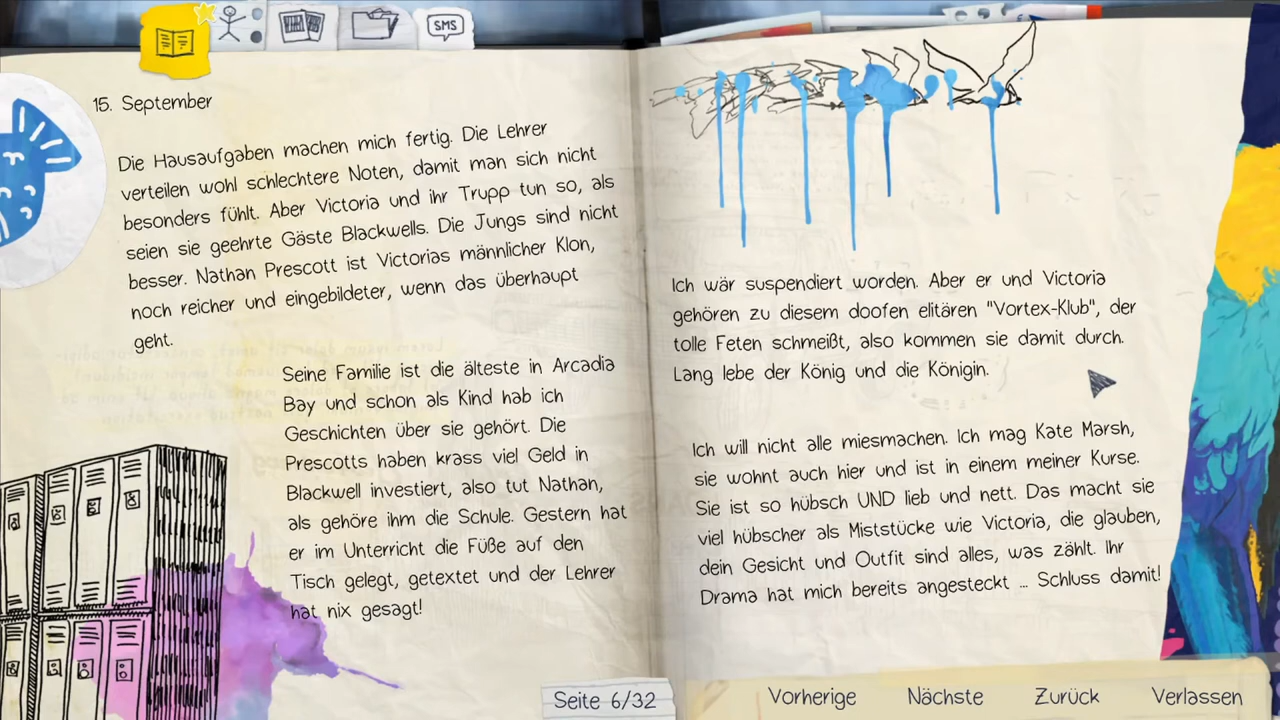 SMS
15. September
Die Hausaufgaben machen mich fertig. Die Lehrer
verteilen wohl schlechtere Noten, damit man sich nicht
besonders fühlt. Aber Victoria und ihr Trupp tun so, als
seien sie geehrte Gäste Blackwells. Die Jungs sind nicht
besser. Nathan Prescott ist Victorias männlicher Klon,
noch reicher und eingebildeter, wenn das überhaupt
geht.
Seine Familie ist die älteste in Arcadia
Bay und schon als Kind hab ich
Geschichten über sie gehört. Die
Prescotts haben krass viel Geld in
Blackwell investiert, also tut Nathan,
als gehöre ihm die Schule. Gestern hat
er im Unterricht die Füße auf den
Tisch gelegt, getextet und der Lehrer
hat nix gesagt!
Ich wär suspendiert worden. Aber er und Victoria
gehören zu diesem doofen elitären "Vortex-Klub", der
tolle Feten schmeißt, also kommen sie damit durch.
Lang lebe der König und die Königin.
Ich will nicht alle miesmachen. Ich mag Kate Marsh,
sie wohnt auch hier und ist in einem meiner Kurse.
Sie ist so hübsch UND lieb und nett. Das macht sie
viel hübscher als Miststücke wie Victoria, die glauben,
dein Gesicht und Outfit sind alles, was zählt. Ihr
Drama hat mich bereits angesteckt ... Schluss damit!
Seite 6/32
Vorherige Nächste Zurück Verlassen